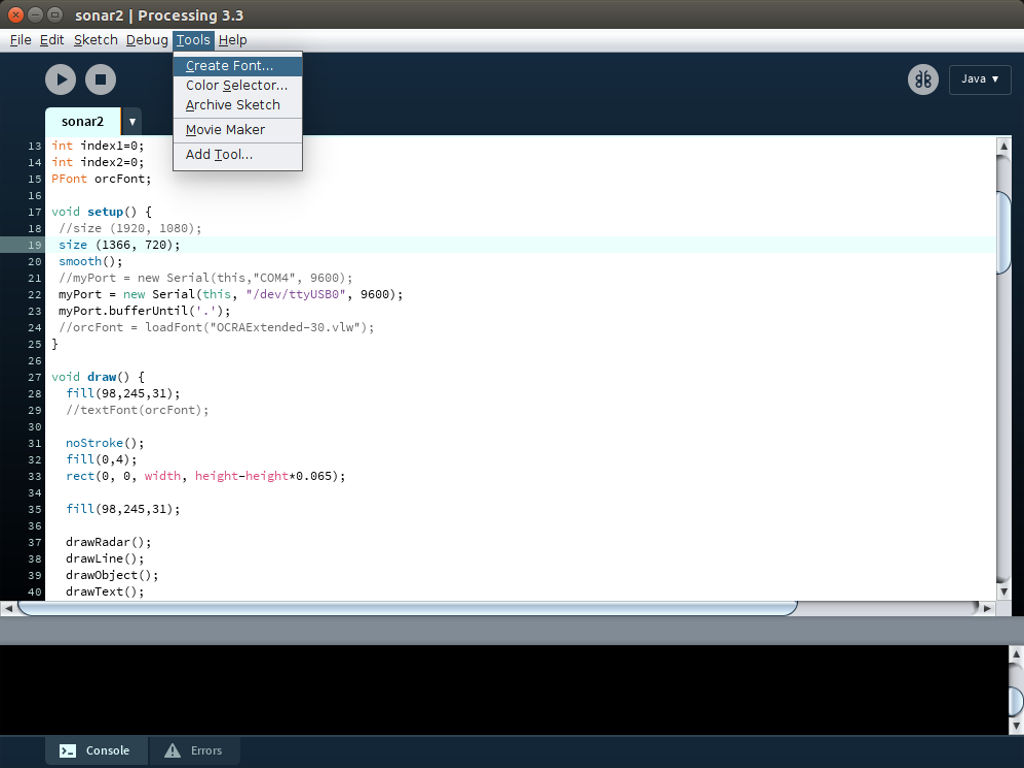 sonar2 | Processing 3.3
File Edit Sketch Debug Tools Help
Create Font...
Color Selector...
Archive Sketch
Movie Maker
Add Tool...
Java ▼
sonar2 ▼
13 int index1=0;
14 int index2=0;
15 PFont orcFont;
16
17 void setup() {
18 //size (1920, 1080);
19 size (1366, 720);
20 smooth();
21 //myPort = new Serial(this,"COM4", 9600);
22 myPort = new Serial(this, "/dev/ttyUSB0", 9600);
23 myPort.bufferUntil('.');
24 //orcFont = loadFont("OCRAExtended-30.vlw");
25 }
26
27 void draw() {
28 fill(98,245,31);
29 //textFont(orcFont);
30
31 noStroke();
32 fill(0,4);
33 rect(0, 0, width, height-height*0.065);
34
35 fill(98,245,31);
36
37 drawRadar();
38 drawLine();
39 drawObject();
40 drawText();
Console Errors